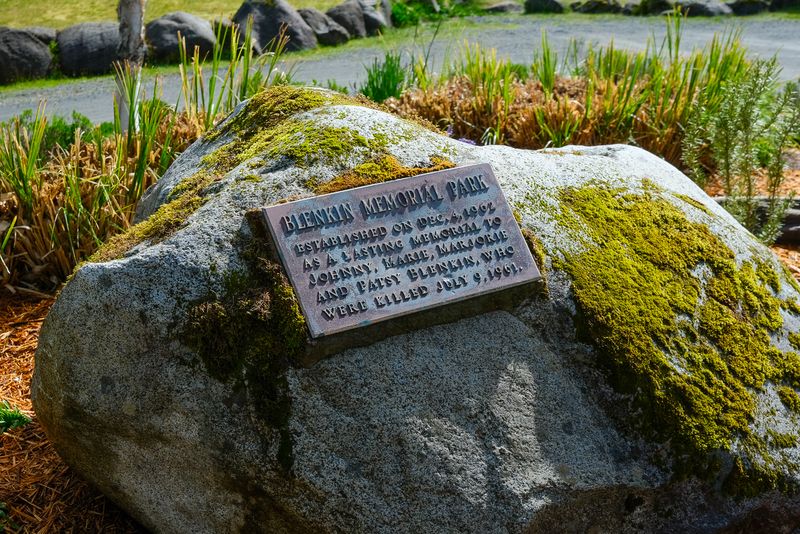 BLENKIN MEMORIAL PARK
ESTABLISHED ON DEC. 4, 1962
AS A LASTING MEMORIAL TO
JOHNNY, MARIE, MARJORIE
AND PATSY BLENKIN, WHO
WERE KILLED JULY 9, 1961.